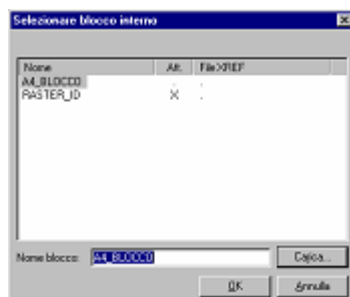 Selezionare blocco interno
Nome Att. File XREF
A4_BLOCCO . .
RASTER_ID X .
Nome blocco: A4_BLOCCO Carica...
OK Annulla